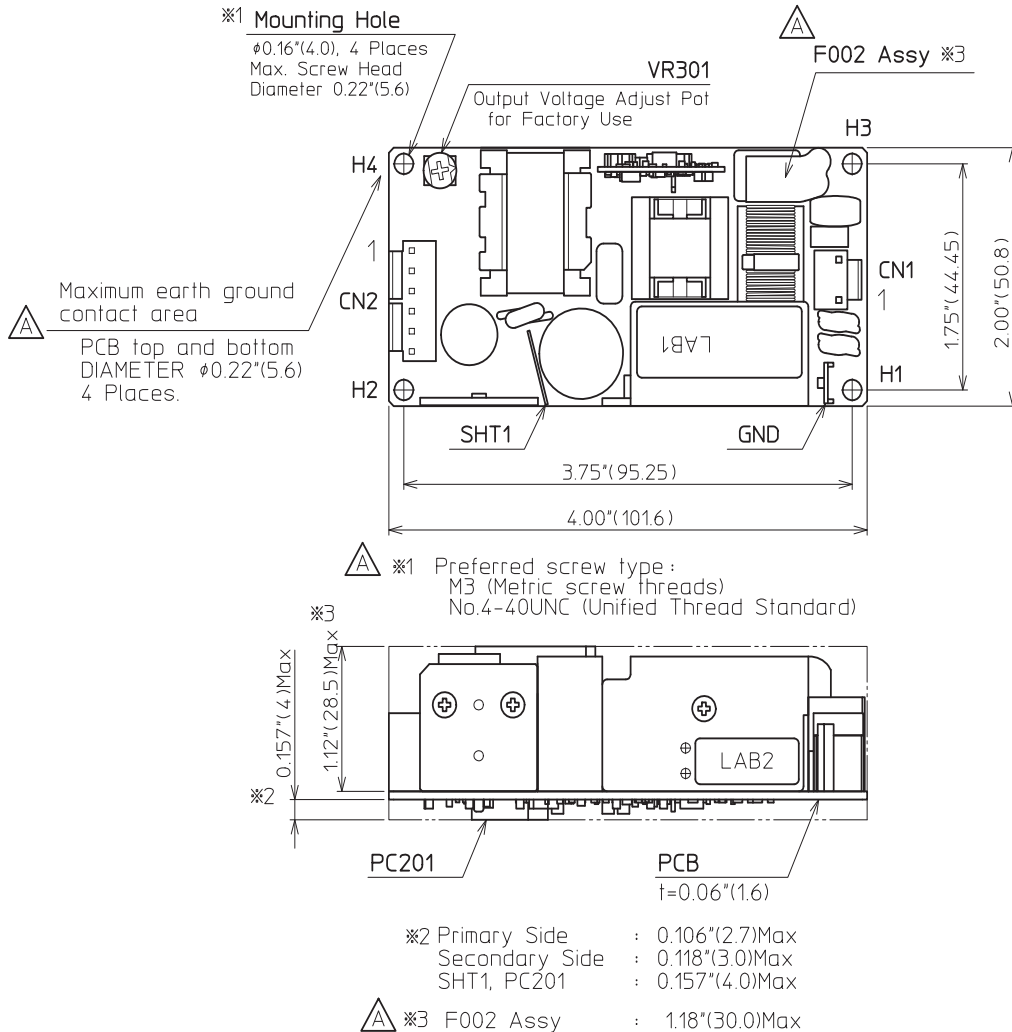 ※1 Mounting Hole
φ0.16"(4.0), 4 Places
Max. Screw Head
Diameter 0.22"(5.6)
VR301
Output Voltage Adjust Pot
for Factory Use
A
F002 Assy ※3
H3
H4
1
CN2
H2
A
Maximum earth ground
contact area
PCB top and bottom
DIAMETER φ0.22"(5.6)
4 Places.
LAB1
CN1
1
H1
1.75"(44.45)
2.00"(50.8)
SHT1
GND
3.75"(95.25)
4.00"(101.6)
A ※1 Preferred screw type :
M3 (Metric screw threads)
No.4-40UNC (Unified Thread Standard)
※3
1.12"(28.5)Max
0.157"(4)Max
※2
LAB2
PC201
PCB
t=0.06"(1.6)
※2 Primary Side : 0.106"(2.7)Max
Secondary Side : 0.118"(3.0)Max
SHT1, PC201 : 0.157"(4.0)Max
A ※3 F002 Assy : 1.18"(30.0)Max